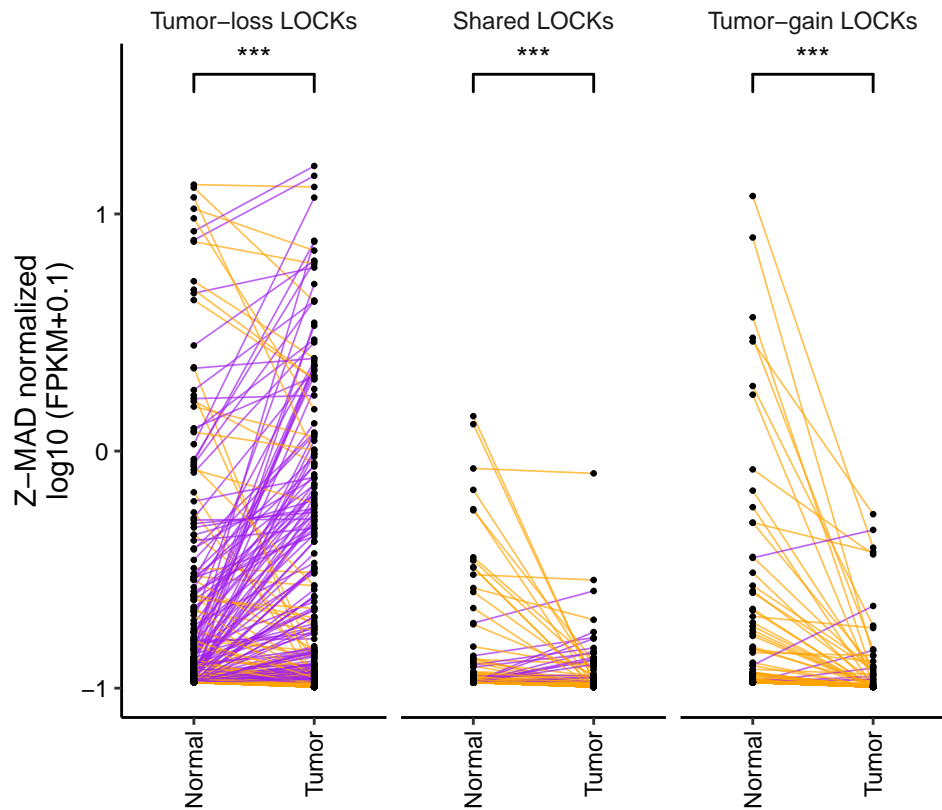 Tumor−loss LOCKs
Shared LOCKs
Tumor−gain LOCKs
***
***
***
Z−MAD normalized
log10 (FPKM+0.1)
1
0
−1
Normal
Tumor
Normal
Tumor
Normal
Tumor